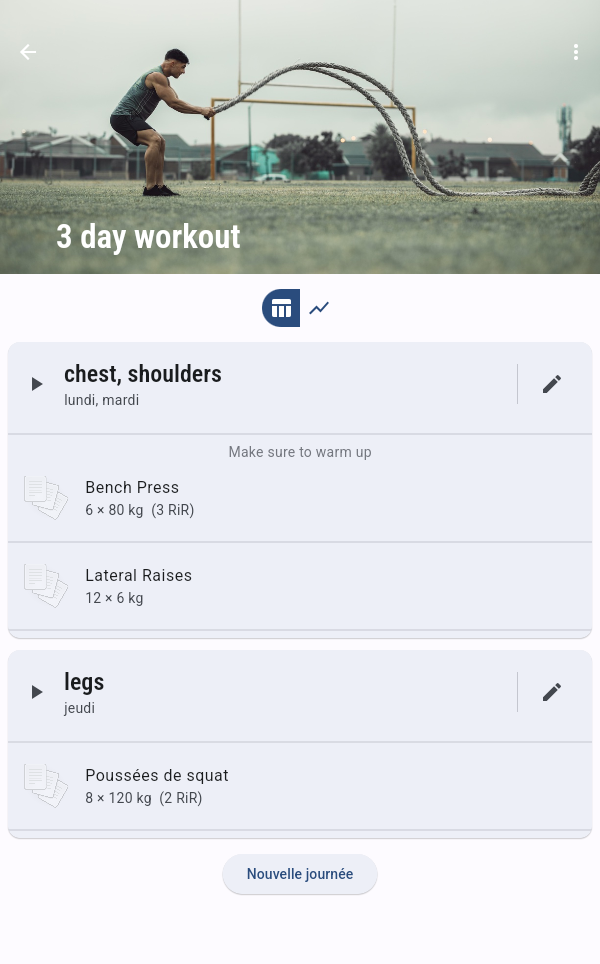 3 day workout
chest, shoulders
lundi, mardi
Make sure to warm up
Bench Press
6 × 80 kg (3 RiR)
Lateral Raises
12 × 6 kg
legs
jeudi
Poussées de squat
8 × 120 kg (2 RiR)
Nouvelle journée